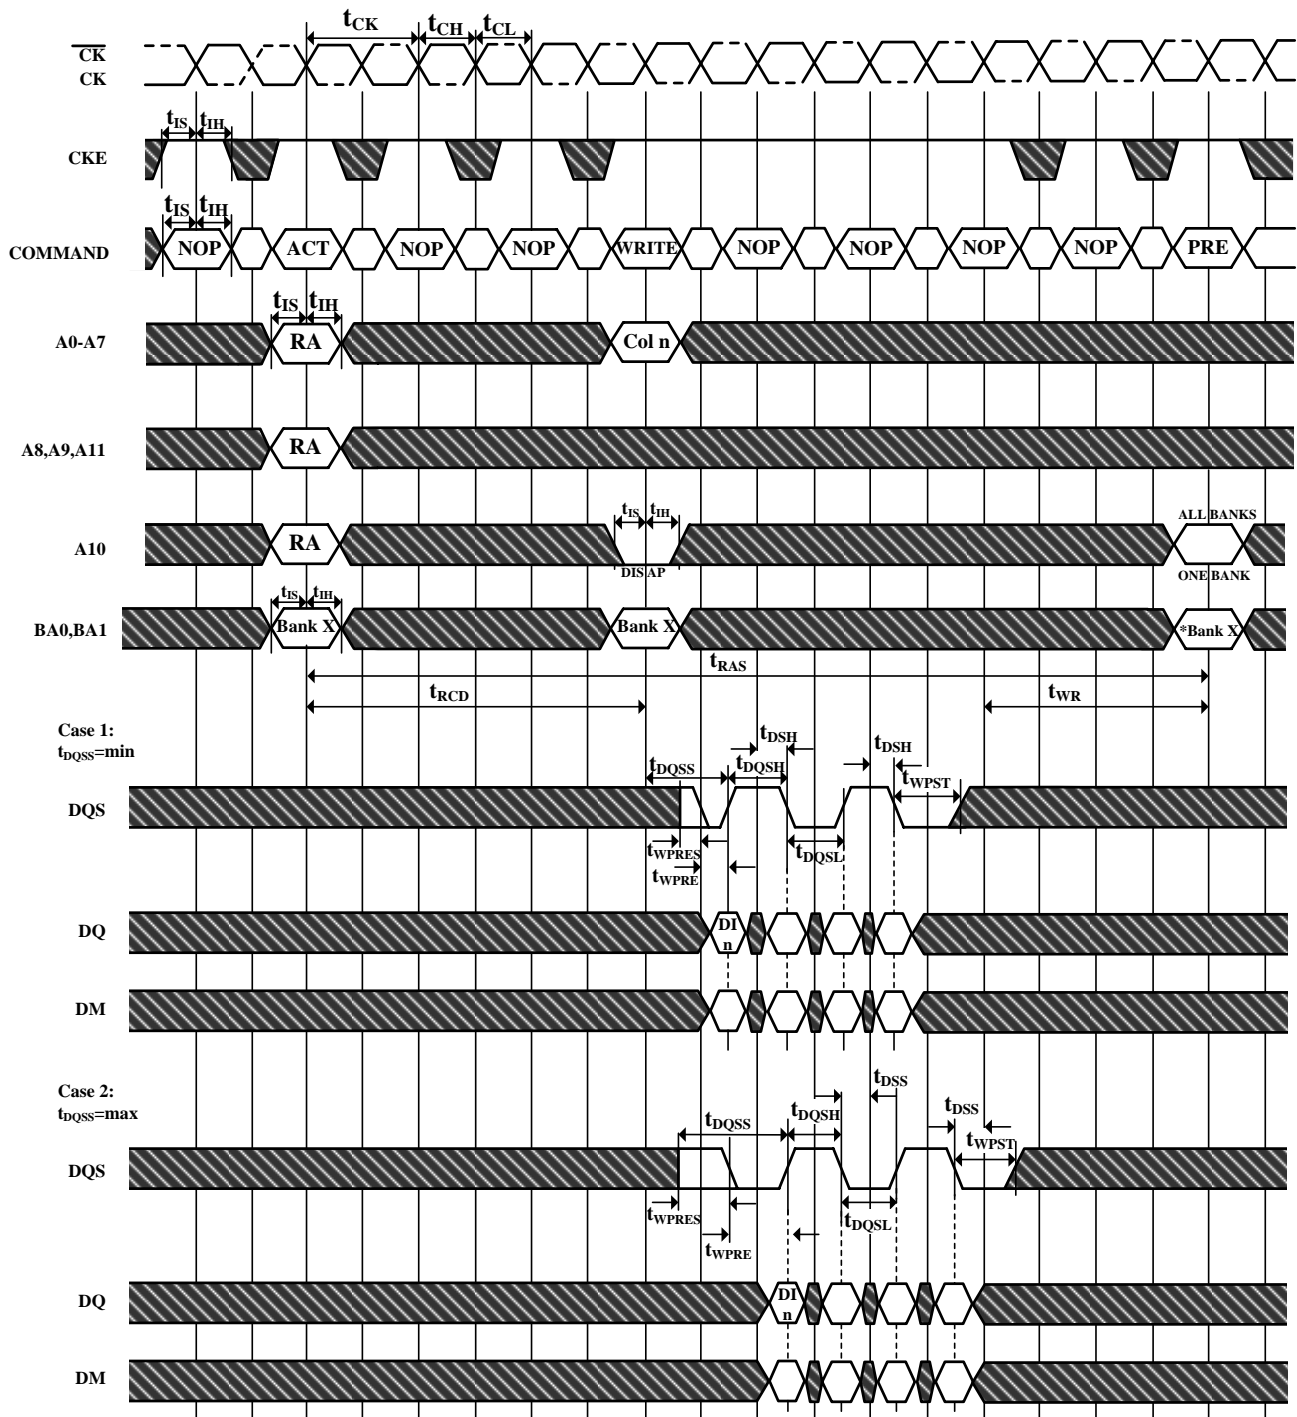 tCK tCH tCL
CK
CK
tIS tIH
CKE
tIS tIH
COMMAND NOP ACT NOP NOP WRITE NOP NOP NOP NOP PRE
tIS tIH
A0-A7 RA Col n
A8,A9,A11 RA
tIS tIH ALL BANKS
A10 RA
DIS AP ONE BANK
tIS tIH
BA0,BA1 Bank X Bank X *Bank X
tRAS
tRCD tWR
Case 1:
tDQSS=min
tDSH tDSH
tDQSS tDQSH tWPST
DQS
tWPRES tDQSL
tWPRE
DQ DI
n
DM
Case 2:
tDQSS=max
tDSS tDSS
tDQSS tDQSH tWPST
DQS
tWPRES tDQSL
tWPRE
DQ DI
n
DM